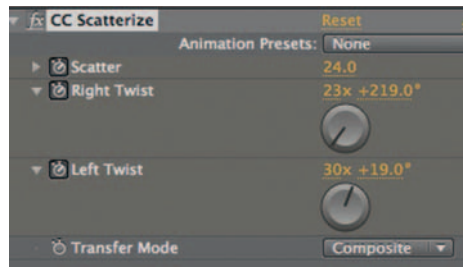 fx CC Scatterize Reset
Animation Presets: None
Scatter 24.0
Right Twist 23x +219.0°
Left Twist 30x +19.0°
Transfer Mode Composite